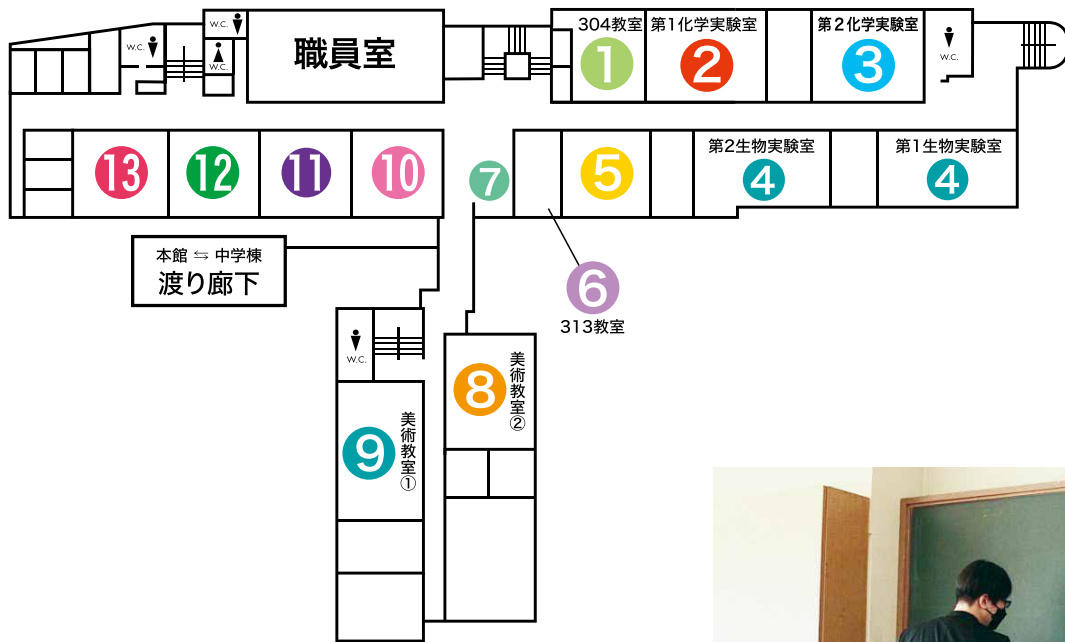 304教室
第1化学実験室
第2化学実験室
W.C.
W.C.
W.C.
職員室
1
2
3
第2生物実験室
第1生物実験室
13
12
11
10
7
5
4
4
本館 ⇆ 中学棟
渡り廊下
6
313教室
W.C.
8
美術教室②
9
美術教室①